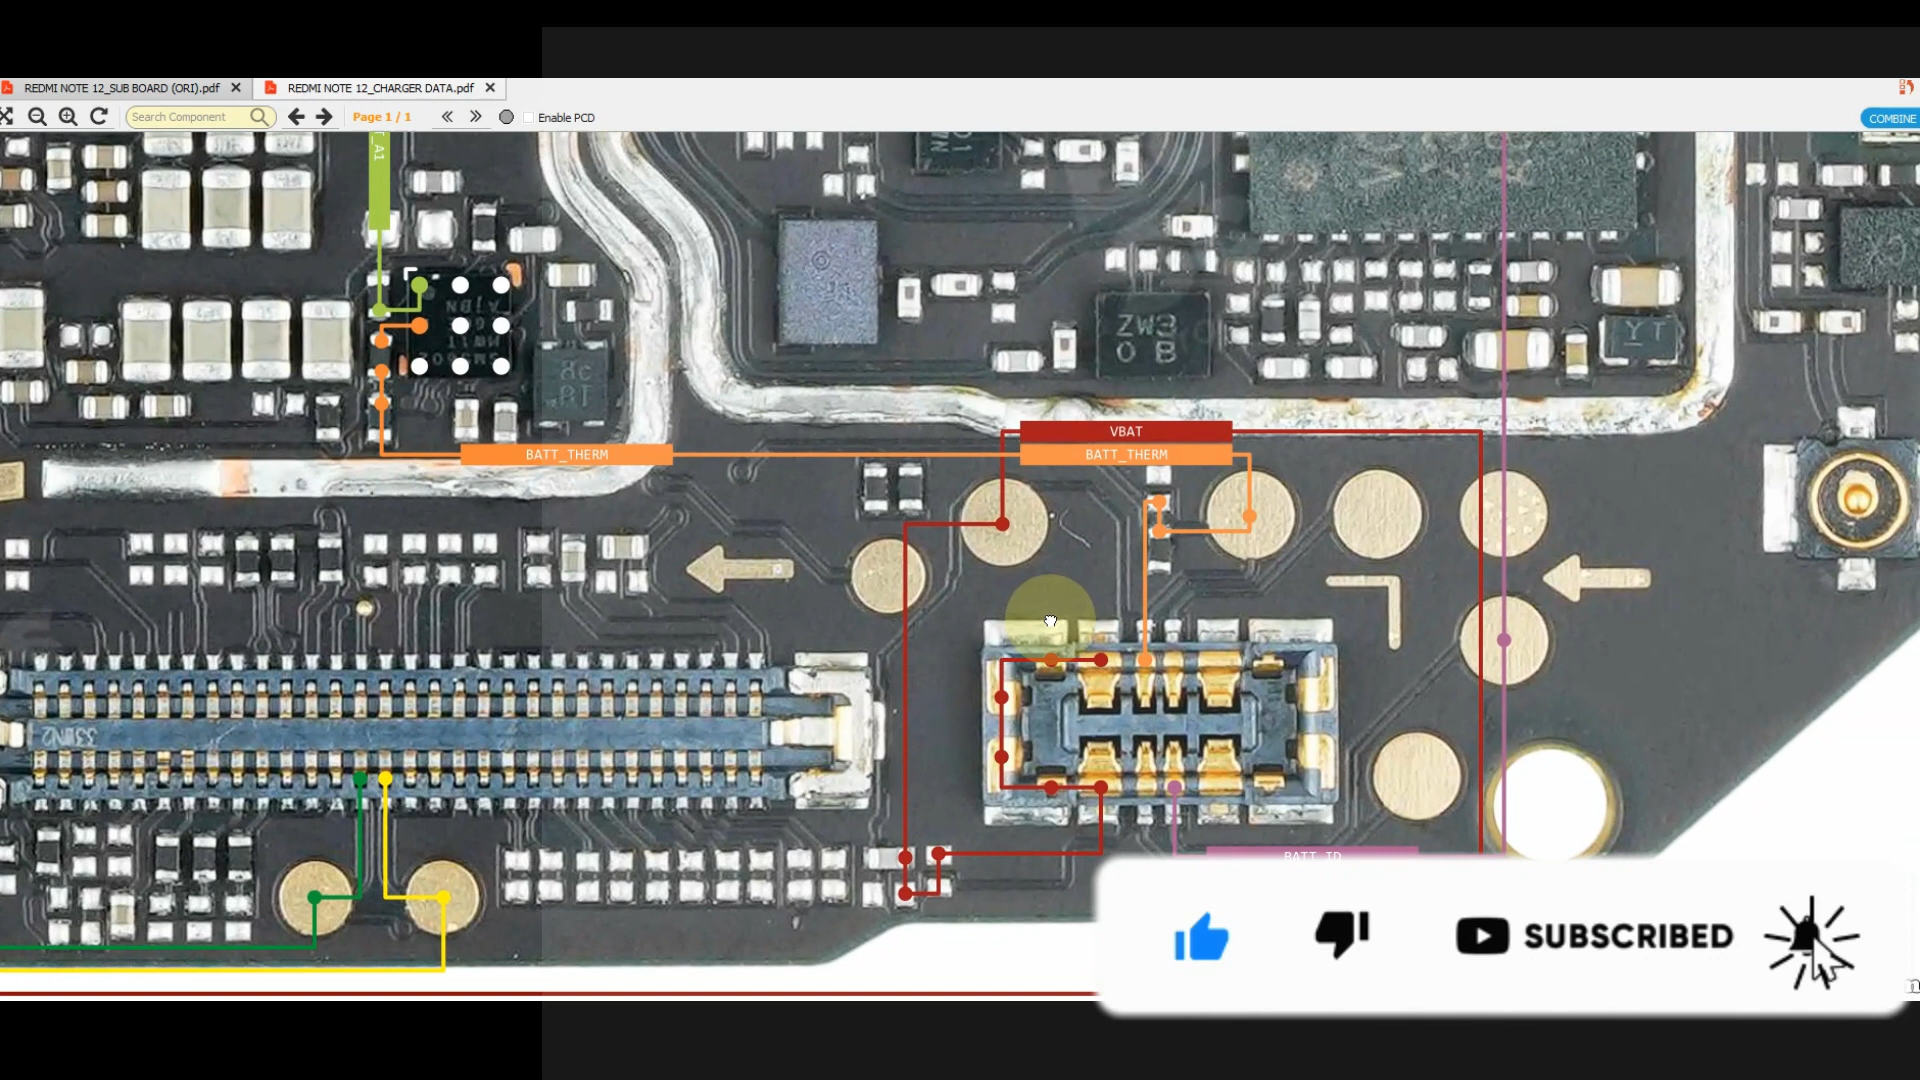 REDMI NOTE 12_SUB BOARD (ORI).pdf
REDMI NOTE 12_CHARGER DATA.pdf
Search Component
Page 1 / 1
Enable PCD
COMBINE
_A1
ZW3
0 B
YT
VBAT
BATT_THERM
BATT_THERM
BATT_ID
SUBSCRIBED